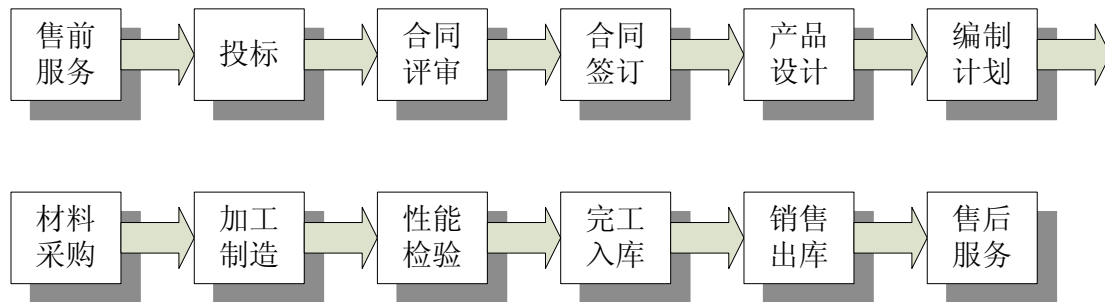 售前
服务
投标
合同
评审
合同
签订
产品
设计
编制
计划
材料
采购
加工
制造
性能
检验
完工
入库
销售
出库
售后
服务